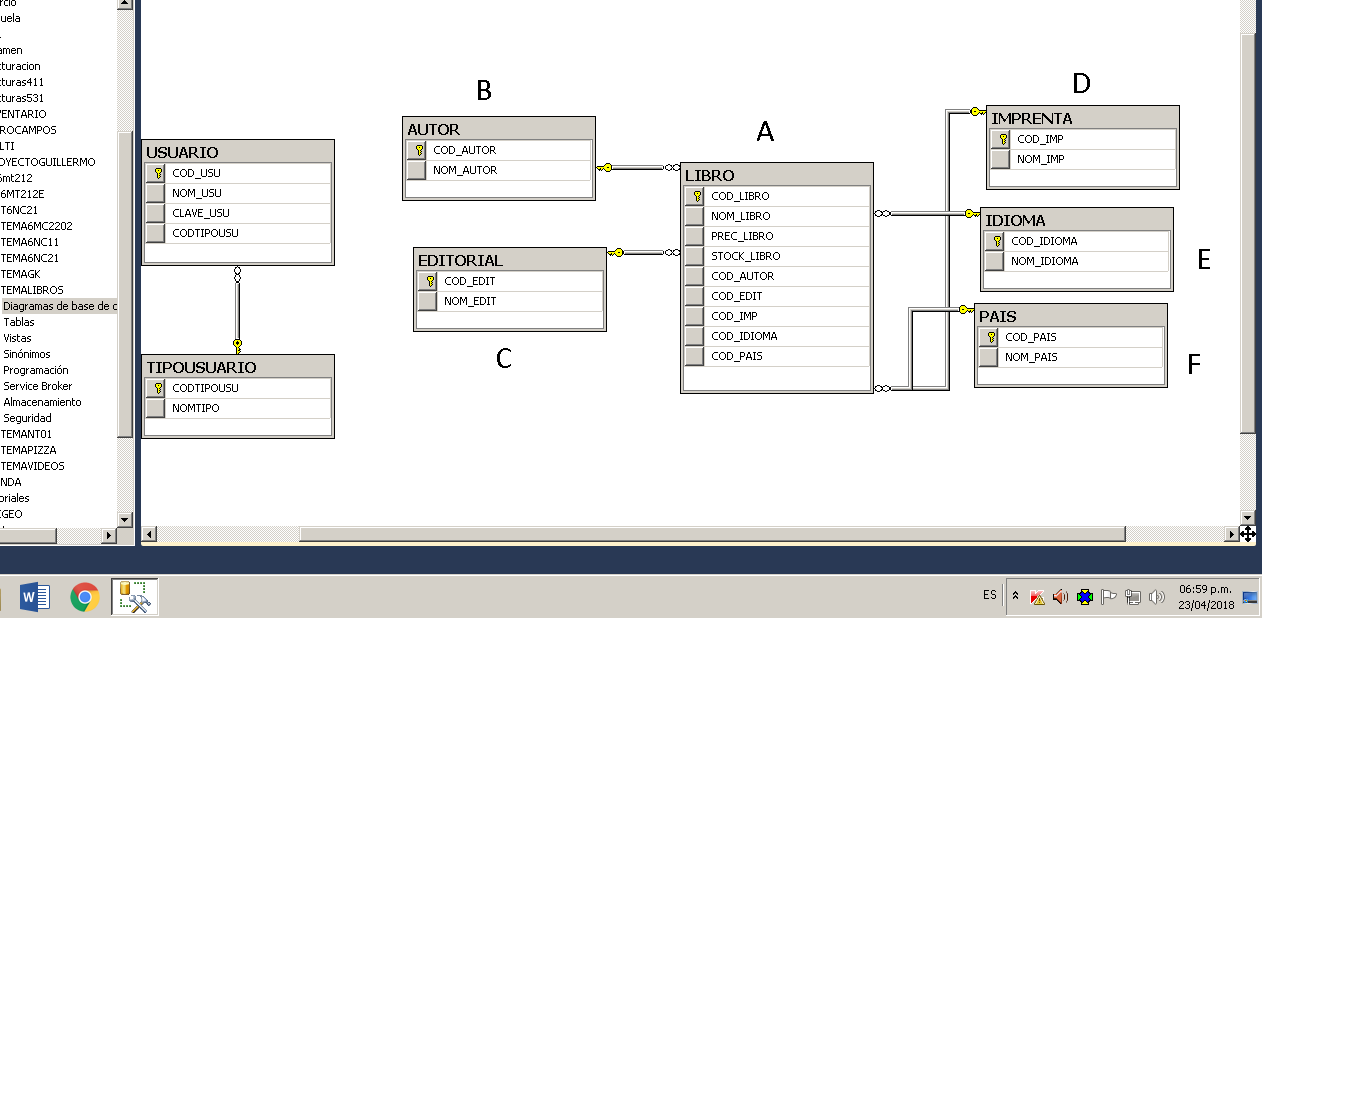 rcio
uela
amen
cturacion
cturas411
cturas531
VENTARIO
ROCAMPOS
LTI
OYECTOGUILLERMO
6mt212
6MT212E
T6NC21
TEMA6MC2202
TEMA6NC11
TEMA6NC21
TEMAGK
TEMALIBROS
Diagramas de base de c
Tablas
Vistas
Sinónimos
Programación
Service Broker
Almacenamiento
Seguridad
TEMANT01
TEMAPIZZA
TEMAVIDEOS
NDA
oriales
IGEO
USUARIO
COD_USU
NOM_USU
CLAVE_USU
CODTIPOUSU
TIPOUSUARIO
CODTIPOUSU
NOMTIPO
B
AUTOR
COD_AUTOR
NOM_AUTOR
EDITORIAL
COD_EDIT
NOM_EDIT
C
A
LIBRO
COD_LIBRO
NOM_LIBRO
PREC_LIBRO
STOCK_LIBRO
COD_AUTOR
COD_EDIT
COD_IMP
COD_IDIOMA
COD_PAIS
D
IMPRENTA
COD_IMP
NOM_IMP
IDIOMA
COD_IDIOMA
NOM_IDIOMA
E
PAIS
COD_PAIS
NOM_PAIS
F
W
ES
06:59 p.m.
23/04/2018